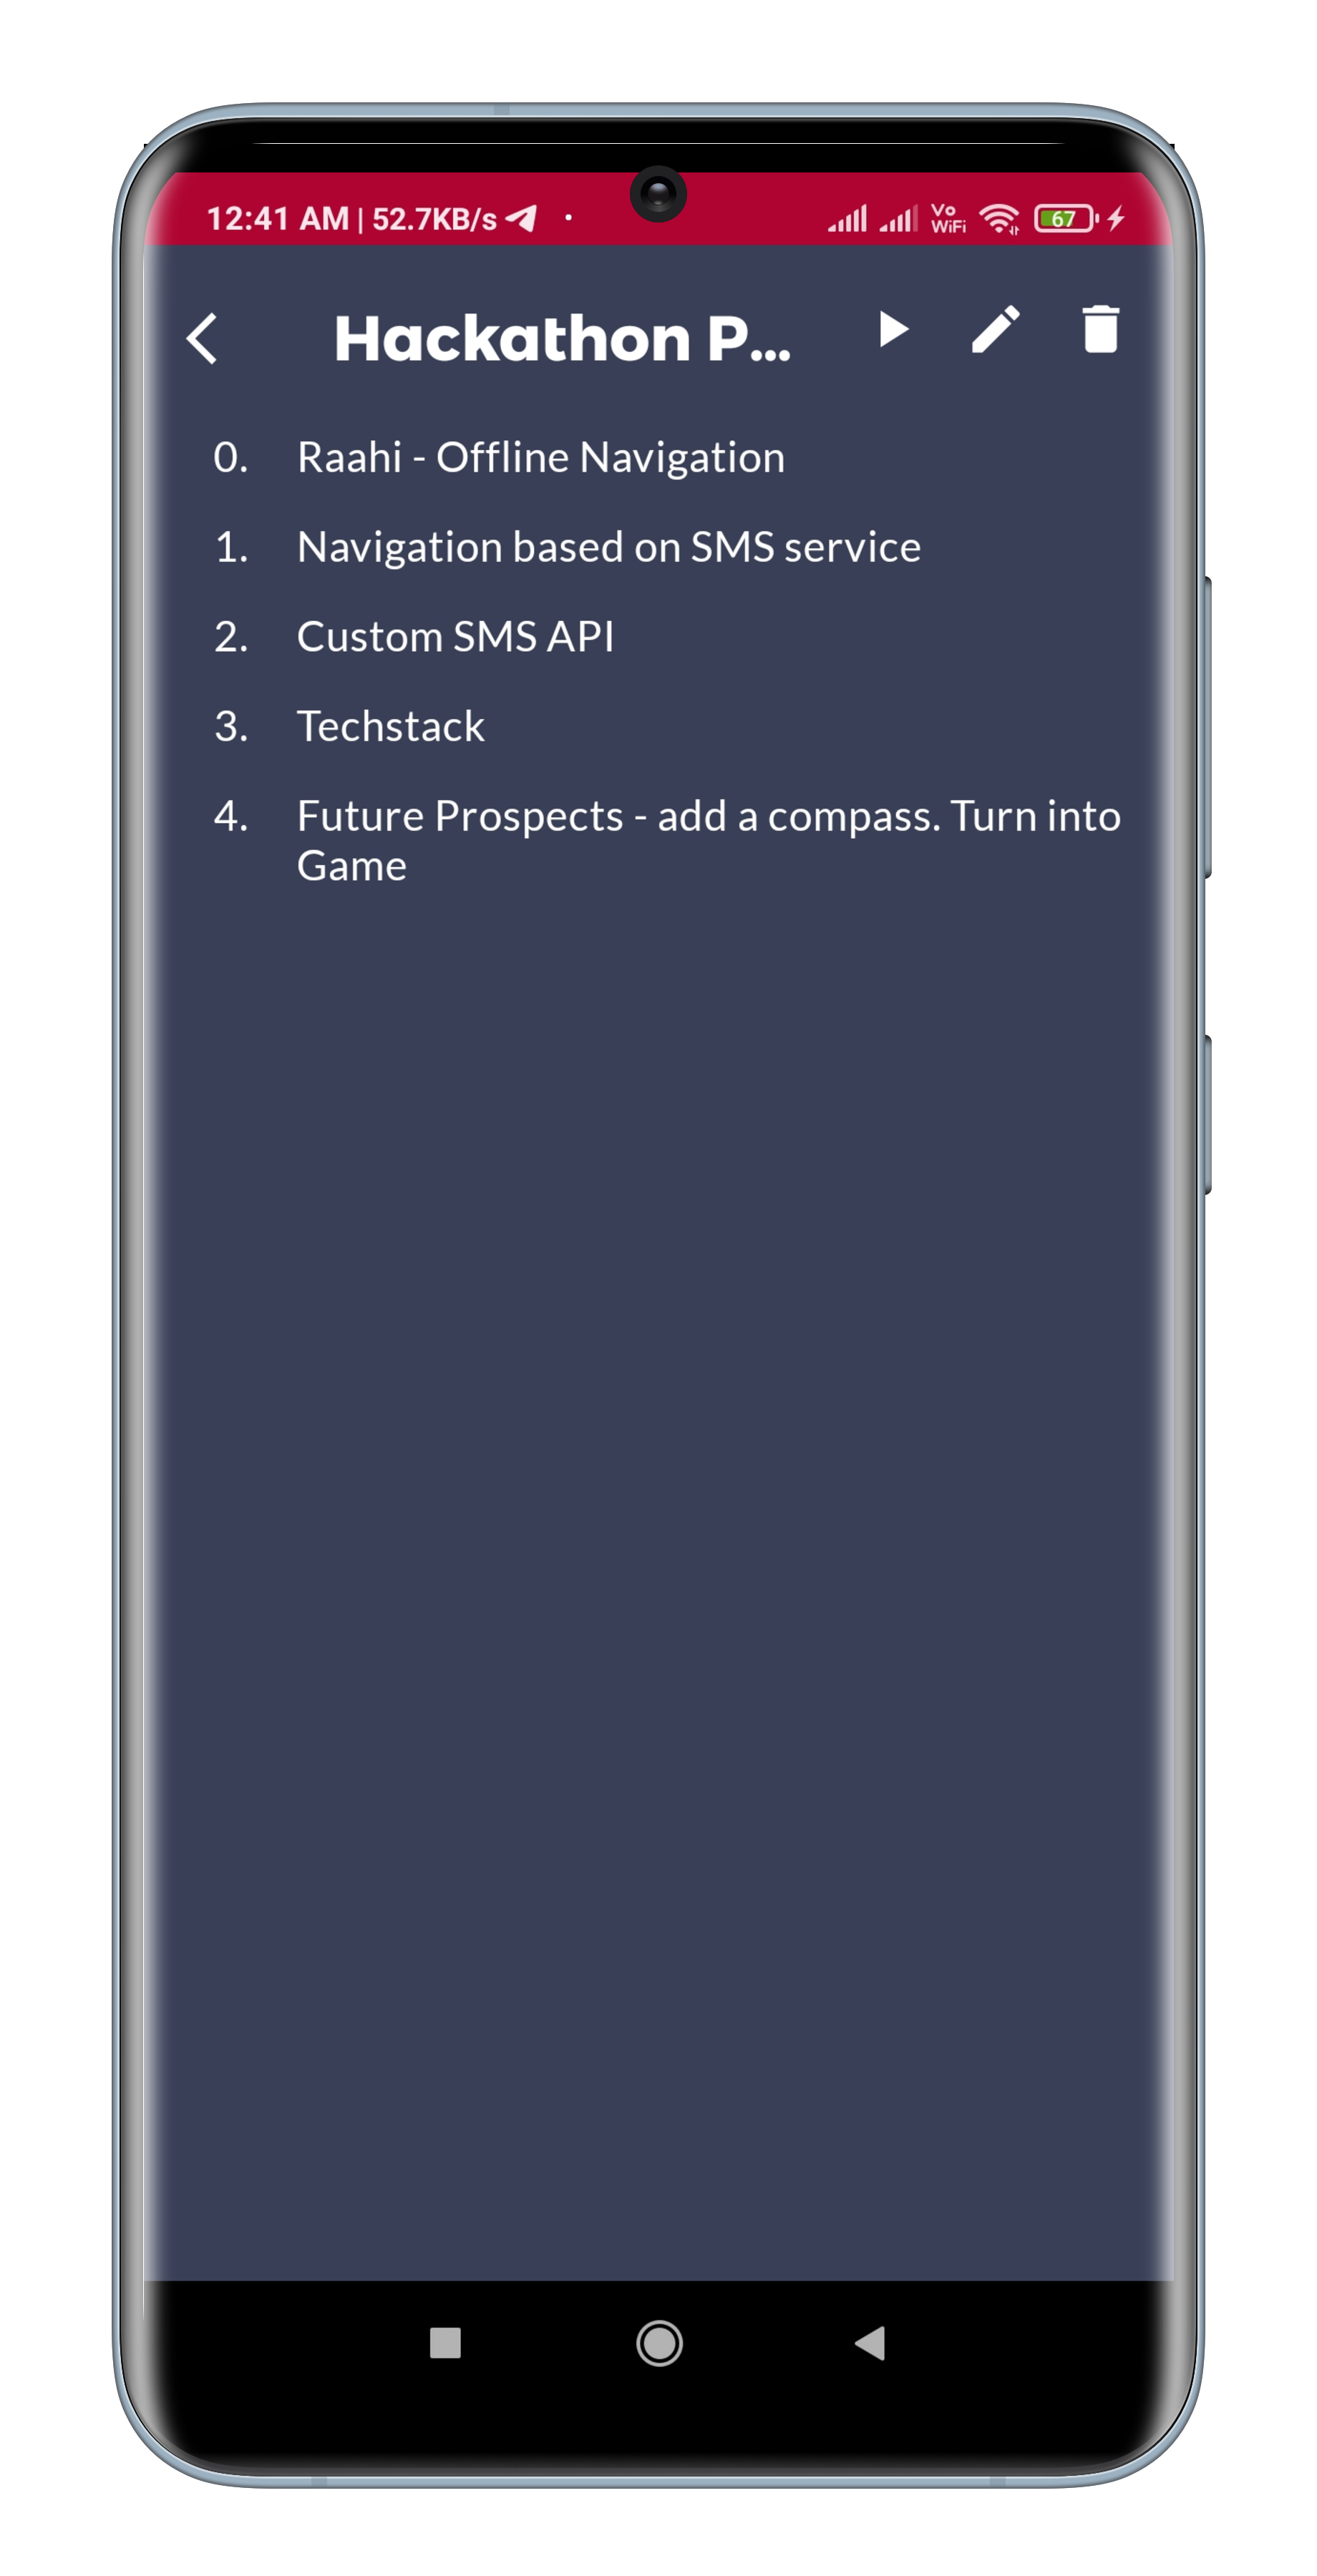 12:41 AM | 52.7KB/s Vo WiFi 67
Hackathon P...
0. Raahi - Offline Navigation
1. Navigation based on SMS service
2. Custom SMS API
3. Techstack
4. Future Prospects - add a compass. Turn into
Game